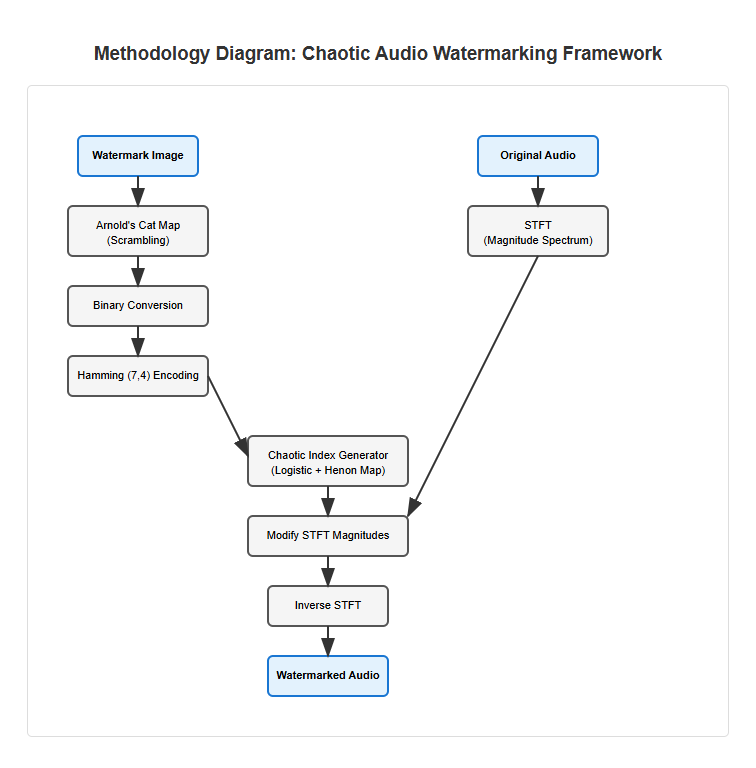 Methodology Diagram: Chaotic Audio Watermarking Framework
Watermark Image
Original Audio
Arnold's Cat Map
(Scrambling)
STFT
(Magnitude Spectrum)
Binary Conversion
Hamming (7,4) Encoding
Chaotic Index Generator
(Logistic + Henon Map)
Modify STFT Magnitudes
Inverse STFT
Watermarked Audio